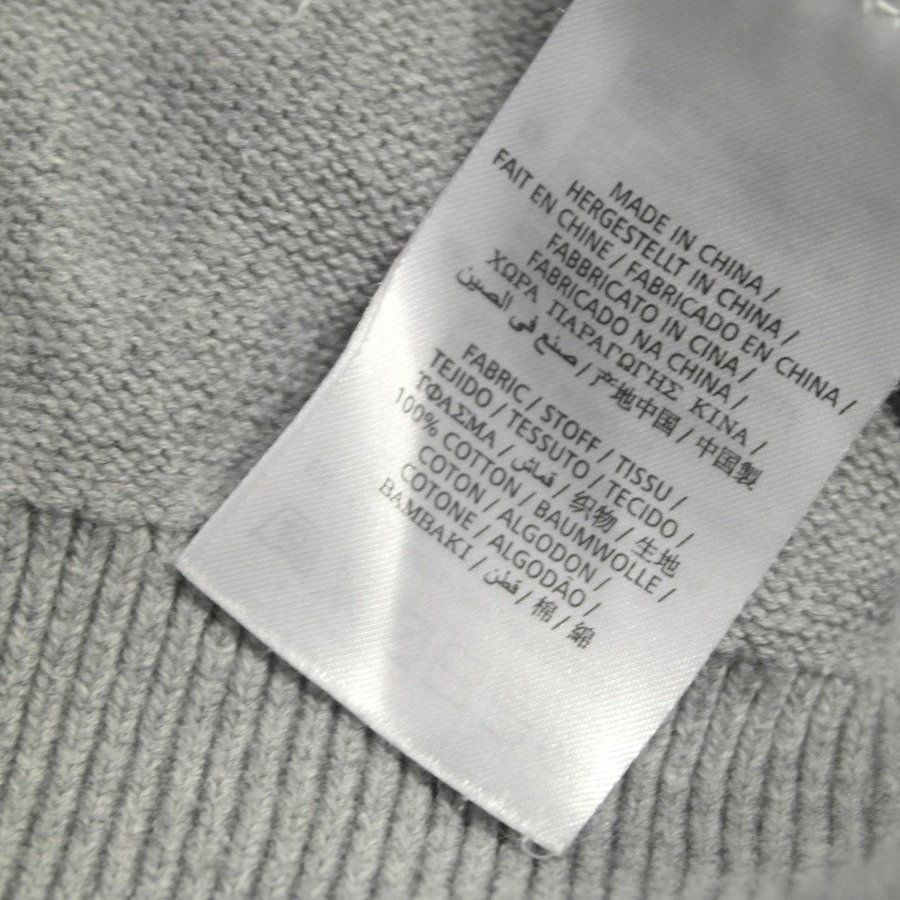 MADE IN CHINA /
HERGESTELLT IN CHINA /
FAIT EN CHINE / FABRICADO EN CHINA /
FABBRICATO IN CINA /
FABRICADO NA CHINA /
ΧΩΡΑ ΠΑΡΑΓΩΓΗΣ ΚΙΝΑ /
صنع في الصين / 产地中国 / 中国製
FABRIC / STOFF / TISSU /
TEJIDO / TESSUTO / TECIDO /
ΤΦΑΣΜΑ / قماش / 织物 / 生地
100% COTTON / BAUMWOLLE /
COTON / ALGODON /
COTONE / ALGODÃO /
BAMBAKI / قطن / 棉 / 綿